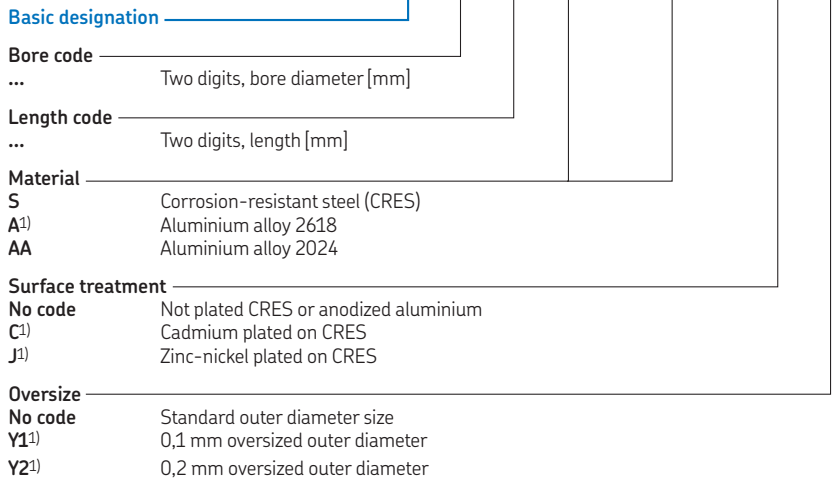 Basic designation
Bore code
... Two digits, bore diameter [mm]
Length code
... Two digits, length [mm]
Material
S Corrosion-resistant steel (CRES)
A1) Aluminium alloy 2618
AA Aluminium alloy 2024
Surface treatment
No code Not plated CRES or anodized aluminium
C1) Cadmium plated on CRES
J1) Zinc-nickel plated on CRES
Oversize
No code Standard outer diameter size
Y11) 0,1 mm oversized outer diameter
Y21) 0,2 mm oversized outer diameter